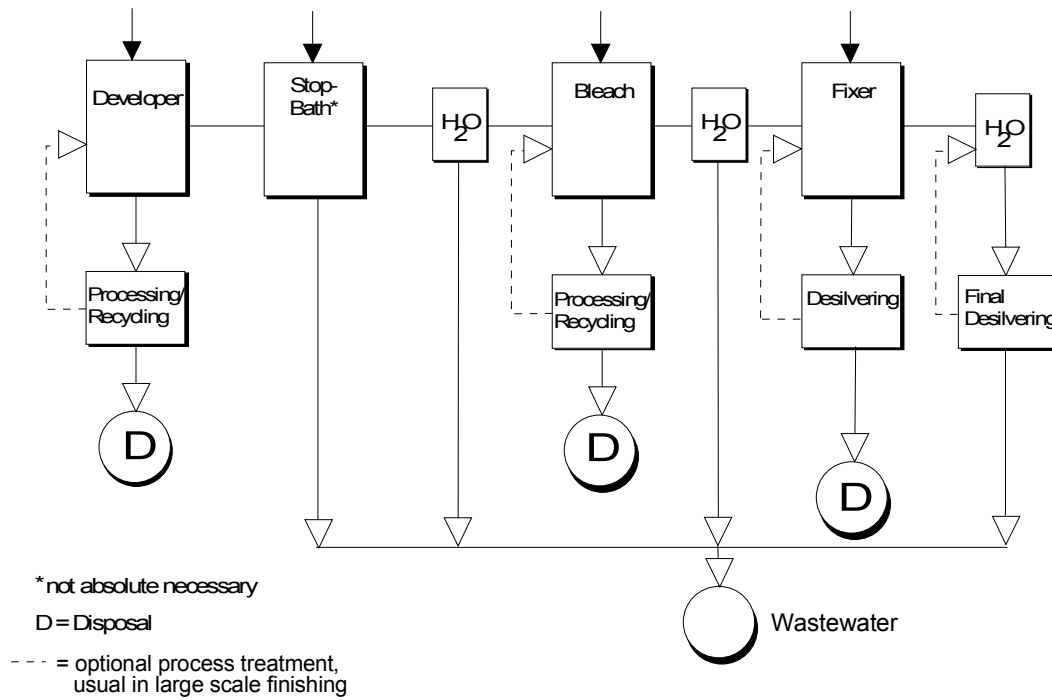 Developer
Stop-
Bath*
H2O
Bleach
H2O
Fixer
H2O
Processing/
Recycling
Processing/
Recycling
Desilvering
Final
Desilvering
D
D
D
*not absolute necessary
D = Disposal
Wastewater
--- = optional process treatment,
usual in large scale finishing